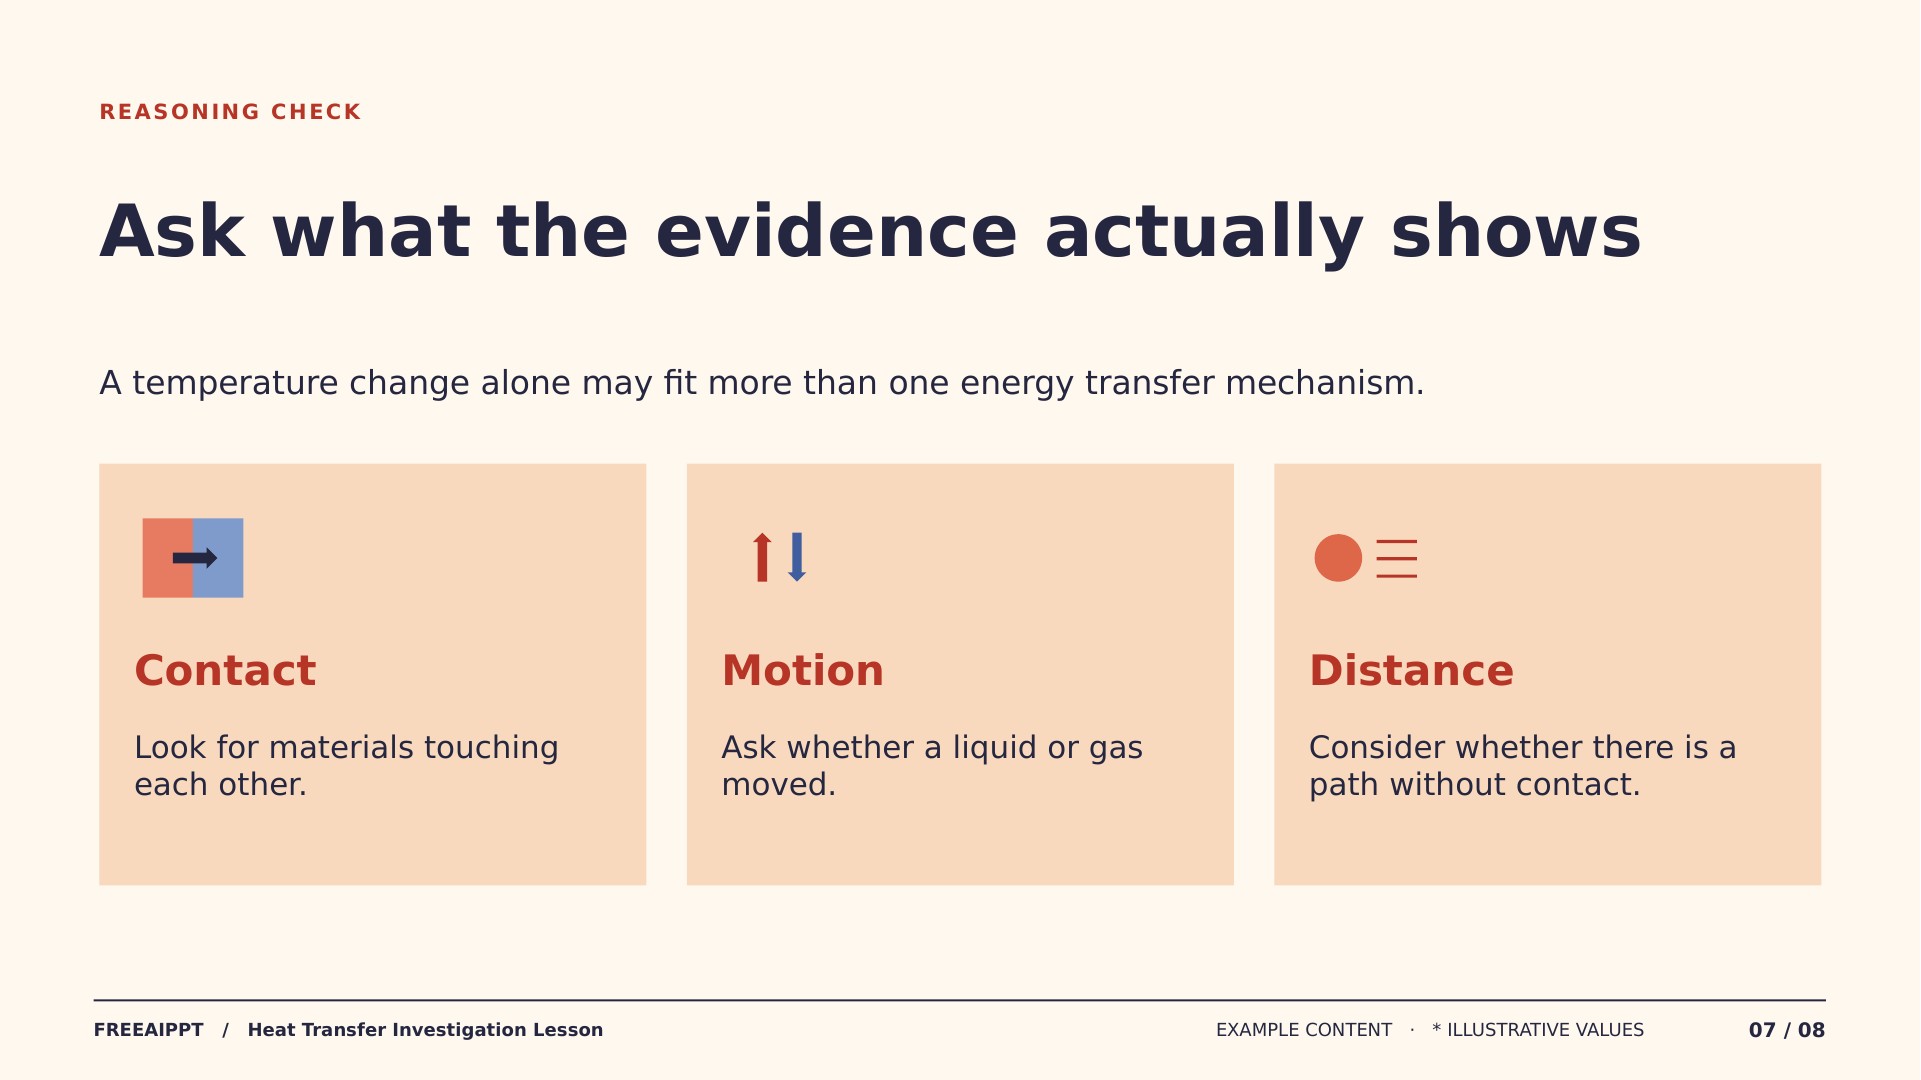 REASONING CHECK
Ask what the evidence actually shows
A temperature change alone may fit more than one energy transfer mechanism.
Contact
Look for materials touching
each other.
Motion
Ask whether a liquid or gas
moved.
Distance
Consider whether there is a
path without contact.
FREEAIPPT / Heat Transfer Investigation Lesson
EXAMPLE CONTENT · * ILLUSTRATIVE VALUES
07 / 08